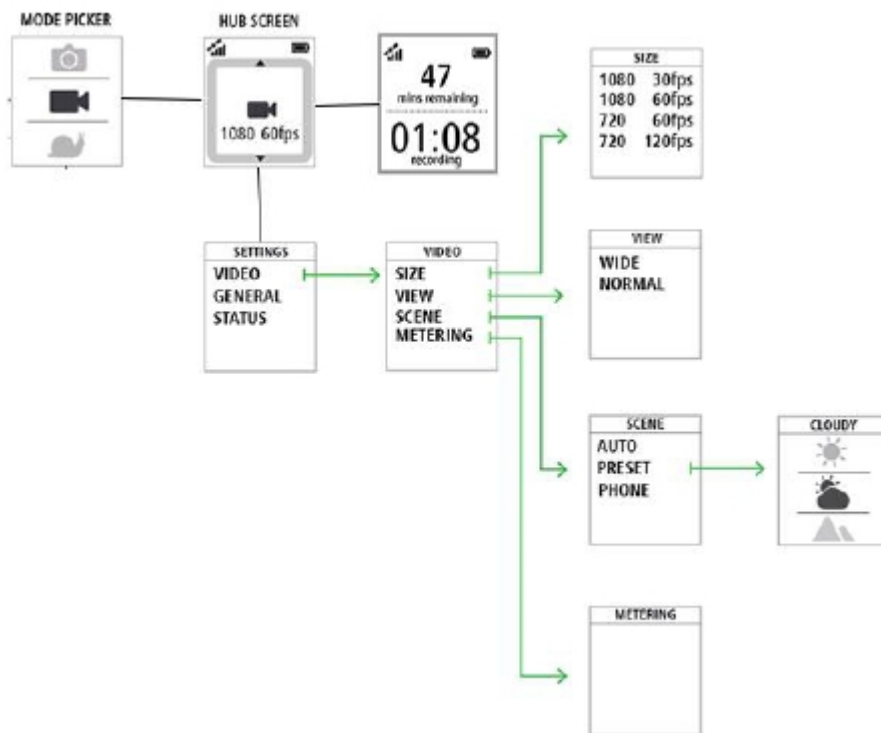 MODE PICKER
HUB SCREEN
1080 60fps
47
mins remaining
01:08
recording
SIZE
1080 30fps
1080 60fps
720 60fps
720 120fps
SETTINGS
VIDEO
GENERAL
STATUS
VIDEO
SIZE
VIEW
SCENE
METERING
VIEW
WIDE
NORMAL
SCENE
AUTO
PRESET
PHONE
CLOUDY
METERING